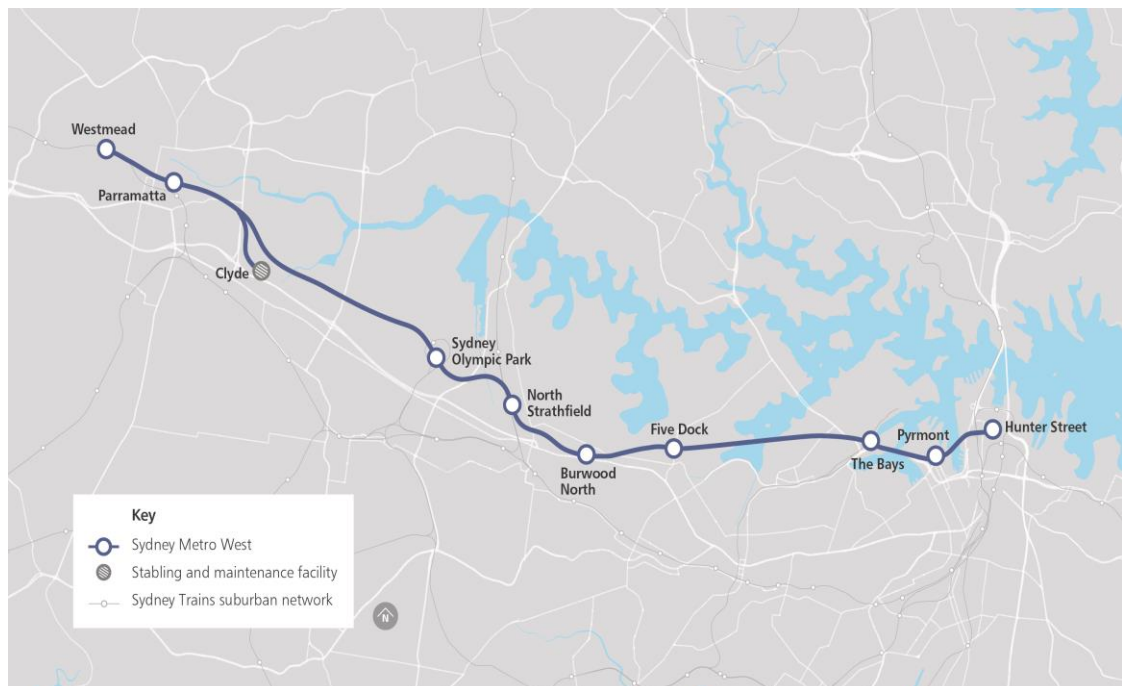 Westmead
Parramatta
Clyde
Sydney
Olympic Park
North
Strathfield
Burwood
North
Five Dock
The Bays
Pyrmont
Hunter Street
Key
Sydney Metro West
Stabling and maintenance facility
Sydney Trains suburban network
N